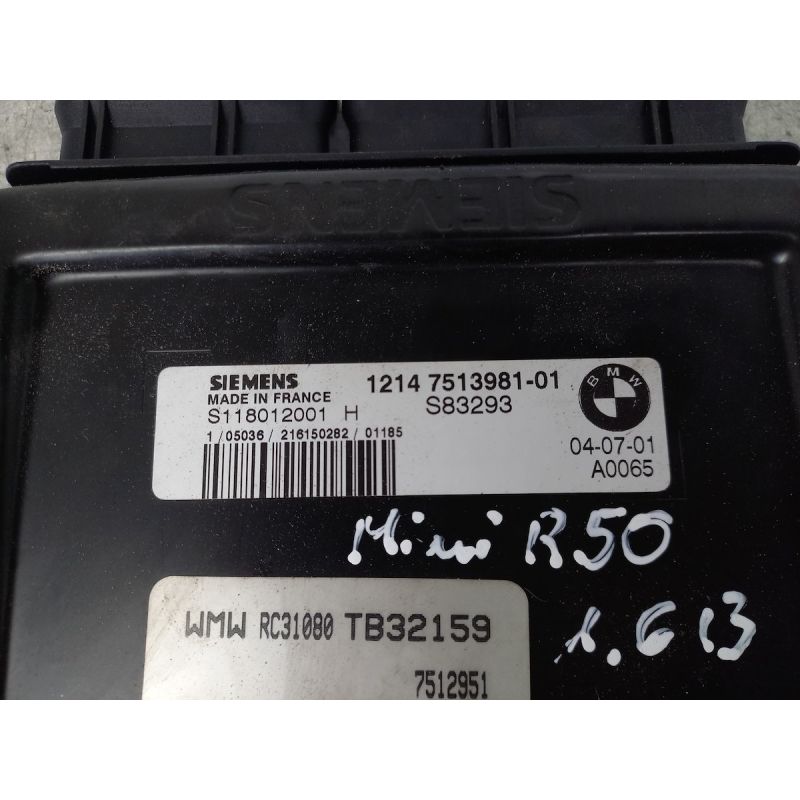 SIEMENS
SIEMENS 1214 7513981-01 BMW
MADE IN FRANCE
S118012001 H S83293
1 / 05036 / 216150282 / 01185
04-07-01
A0065
Mini R50
1.6 B
WMW RC31080 TB32159
7512951